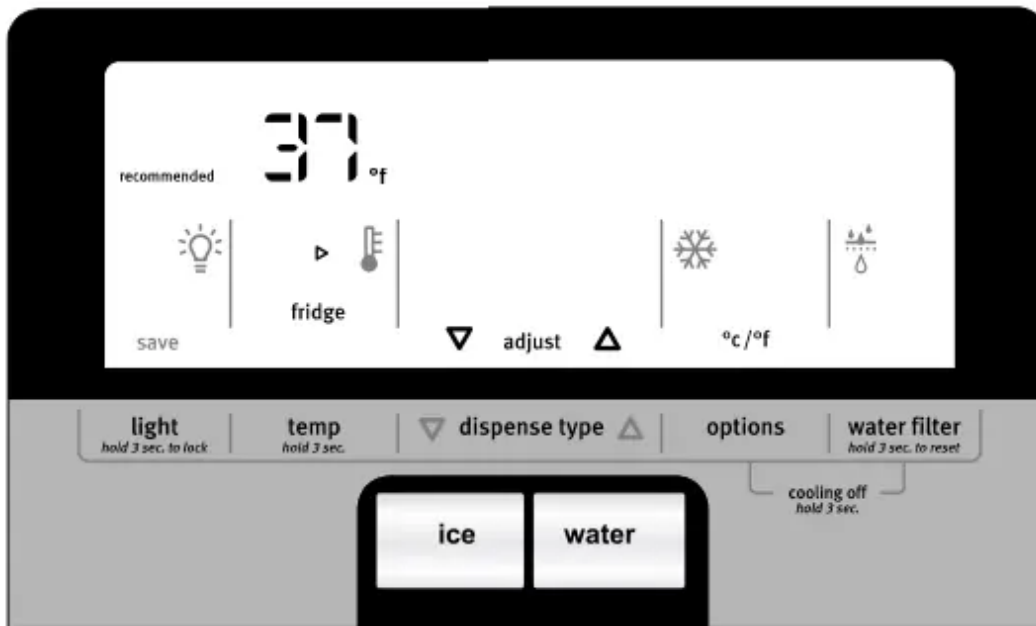 37 °f
recommended
fridge
save
adjust
°c/°f
light
hold 3 sec. to lock
temp
hold 3 sec.
dispense type
options
water filter
hold 3 sec. to reset
cooling off
hold 3 sec.
ice
water